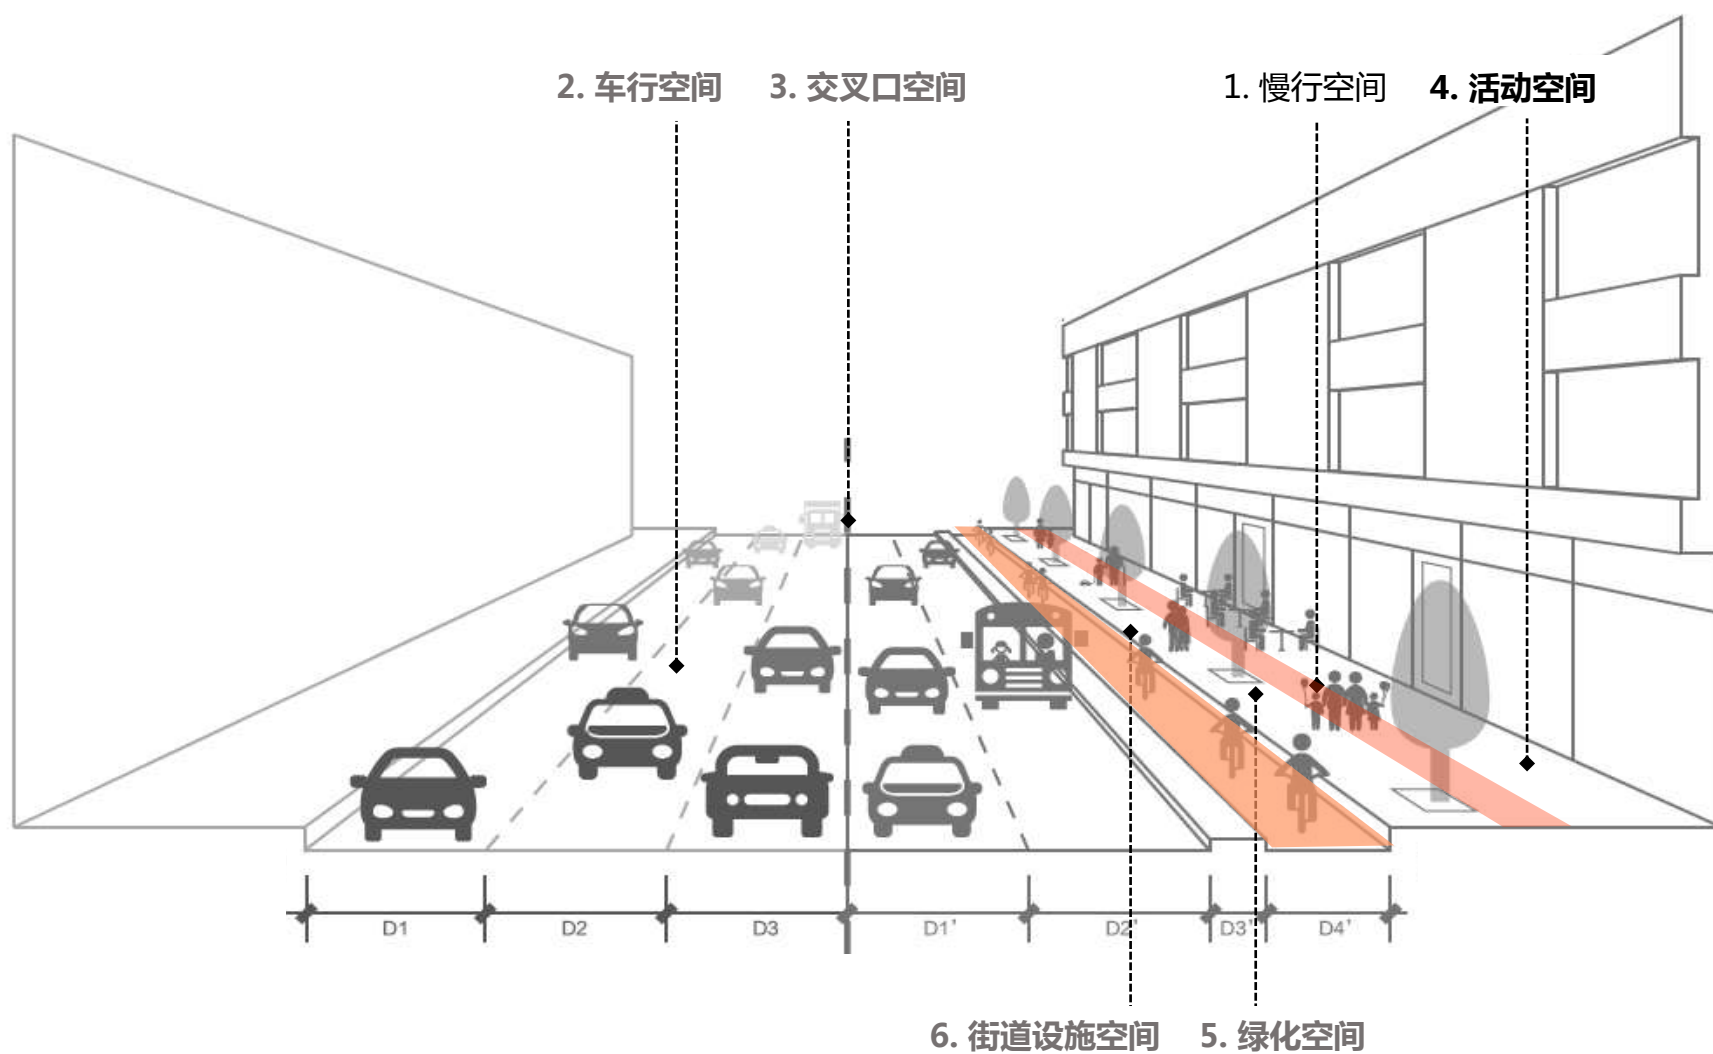 2. 车行空间
3. 交叉口空间
1. 慢行空间
4. 活动空间
D1
D2
D3
D1'
D2'
D3'
D4'
6. 街道设施空间
5. 绿化空间